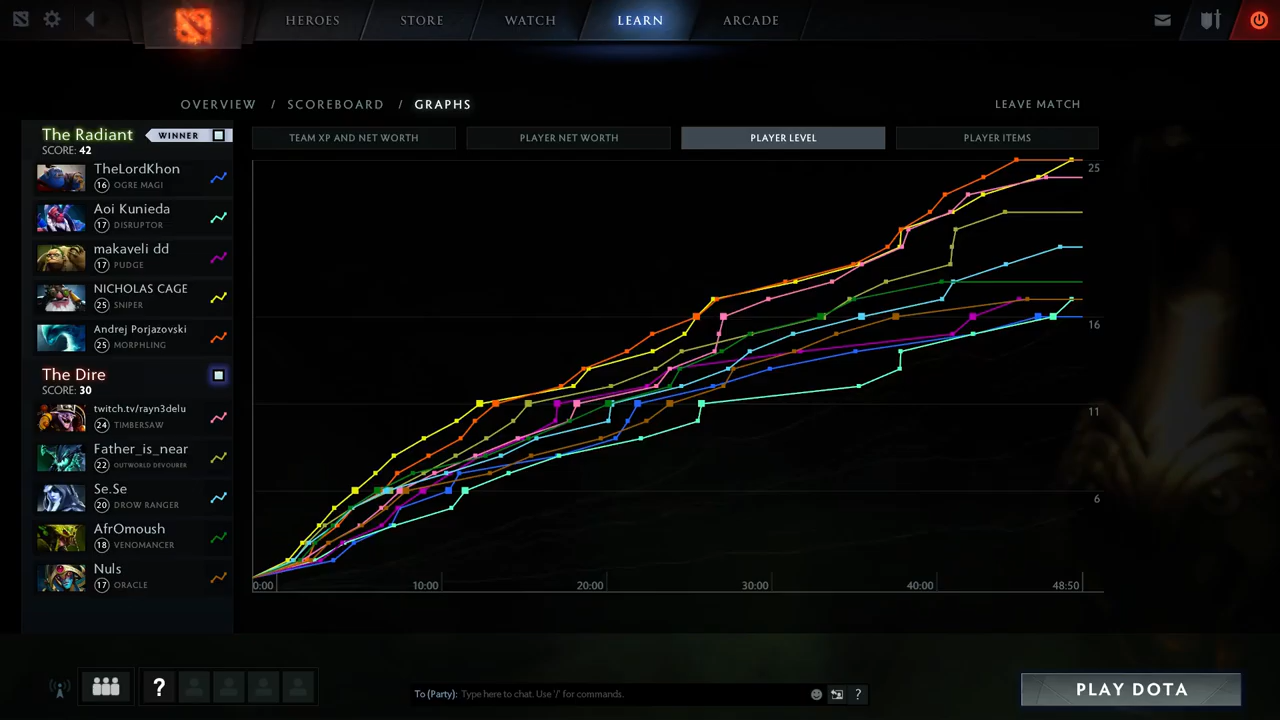 HEROES STORE WATCH LEARN ARCADE
OVERVIEW / SCOREBOARD / GRAPHS LEAVE MATCH
The Radiant WINNER
SCORE: 42
TEAM XP AND NET WORTH PLAYER NET WORTH PLAYER LEVEL PLAYER ITEMS
TheLordKhon
16 OGRE MAGI
Aoi Kunieda
17 DISRUPTOR
makaveli dd
17 PUDGE
NICHOLAS CAGE
25 SNIPER
Andrej Porjazovski
25 MORPHLING
The Dire
SCORE: 30
twitch.tv/rayn3delu
24 TIMBERSAW
Father_is_near
22 OUTWORLD DEVOURER
Se.Se
20 DROW RANGER
AfrOmoush
18 VENOMANCER
Nuls
17 ORACLE
25
16
11
6
0:00 10:00 20:00 30:00 40:00 48:50
? To (Party): Type here to chat. Use '/' for commands. ?
PLAY DOTA